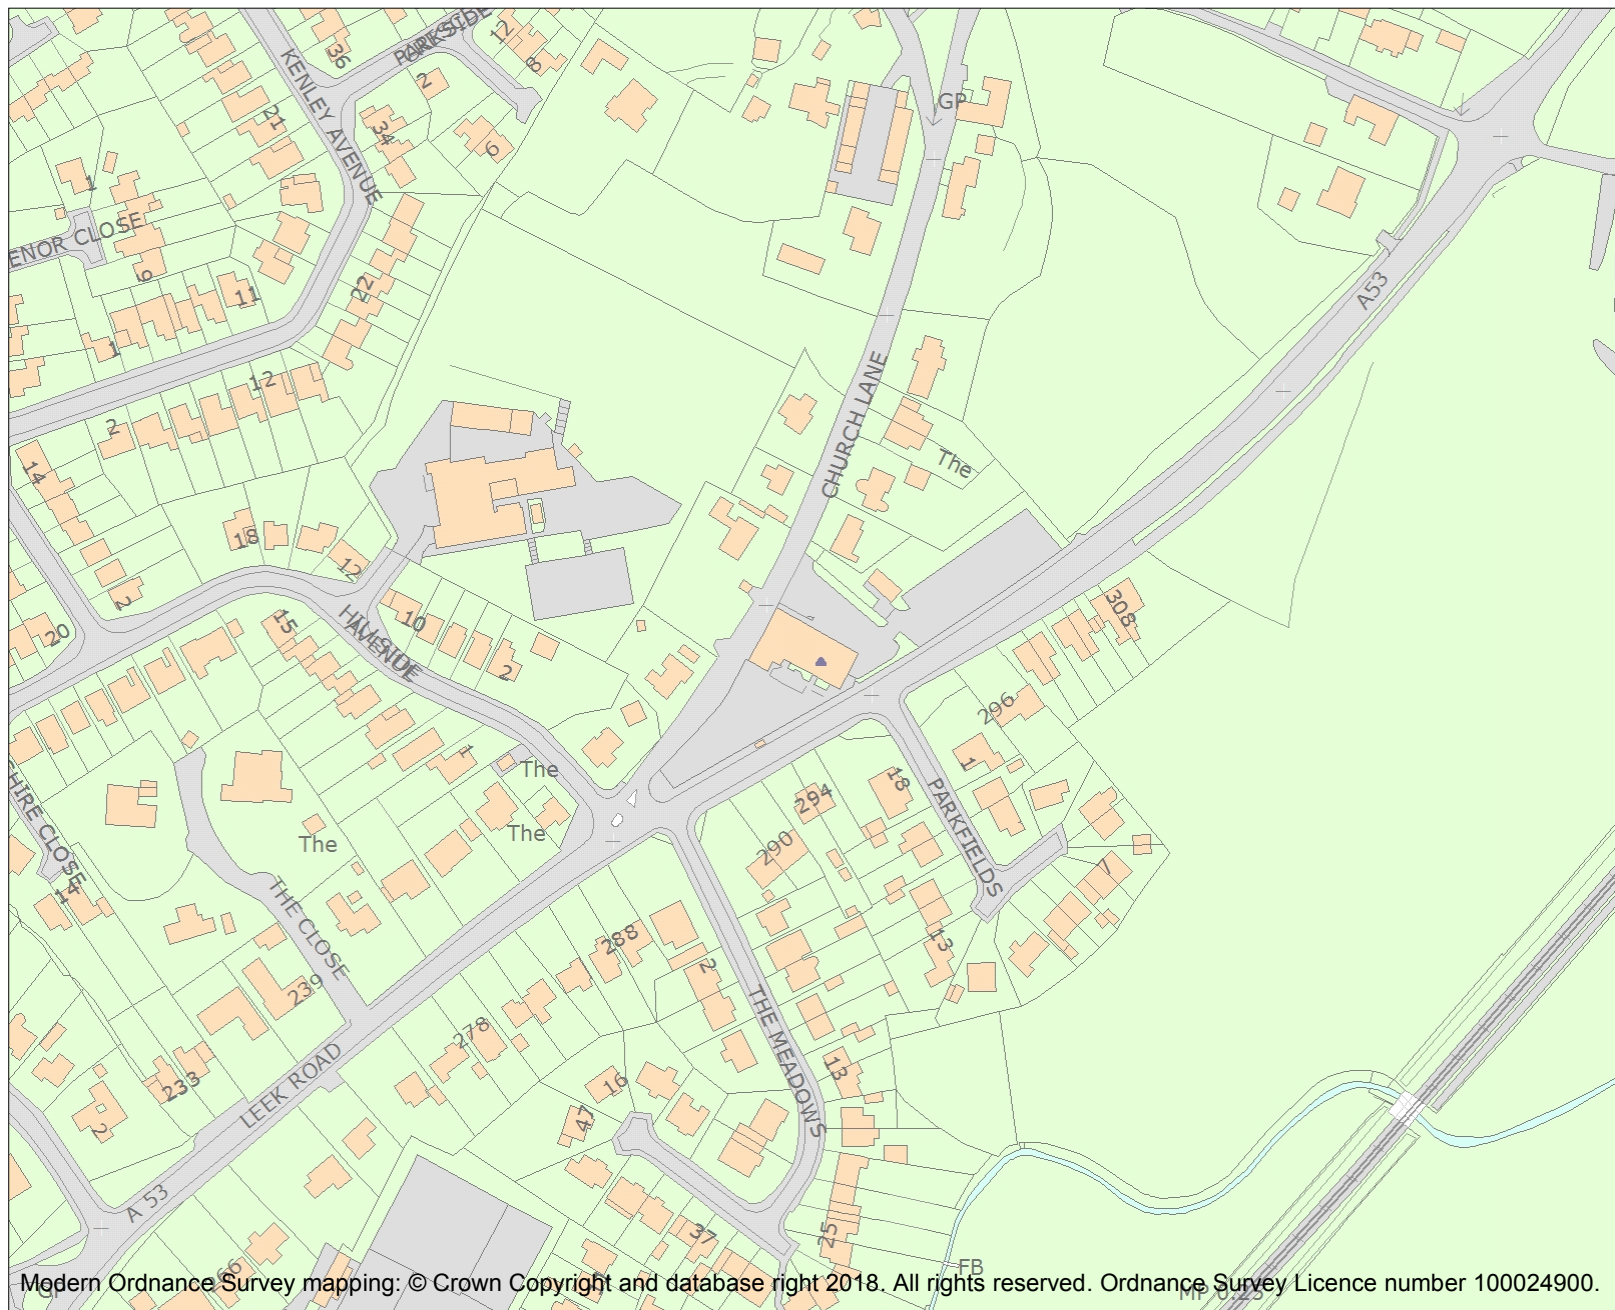 PARKSIDE
12
36
8
2
KENLEY AVENUE
21
34
6
GP
1
ENOR CLOSE
9
11
22
A53
1
12
2
CHURCH LANE
14
The
18
12
2
10
308
20
15
HILLSIDE
AVENUE
2
296
1
The
1
18
294
PARKFIELDS
The
The
290
SHIRE CLOSE
7
14
THE CLOSE
288
13
2
239
THE MEADOWS
278
LEEK ROAD
13
16
233
47
2
A 53
25
37
FB
66
Modern Ordnance Survey mapping: © Crown Copyright and database right 2018. All rights reserved. Ordnance Survey Licence number 100024900.